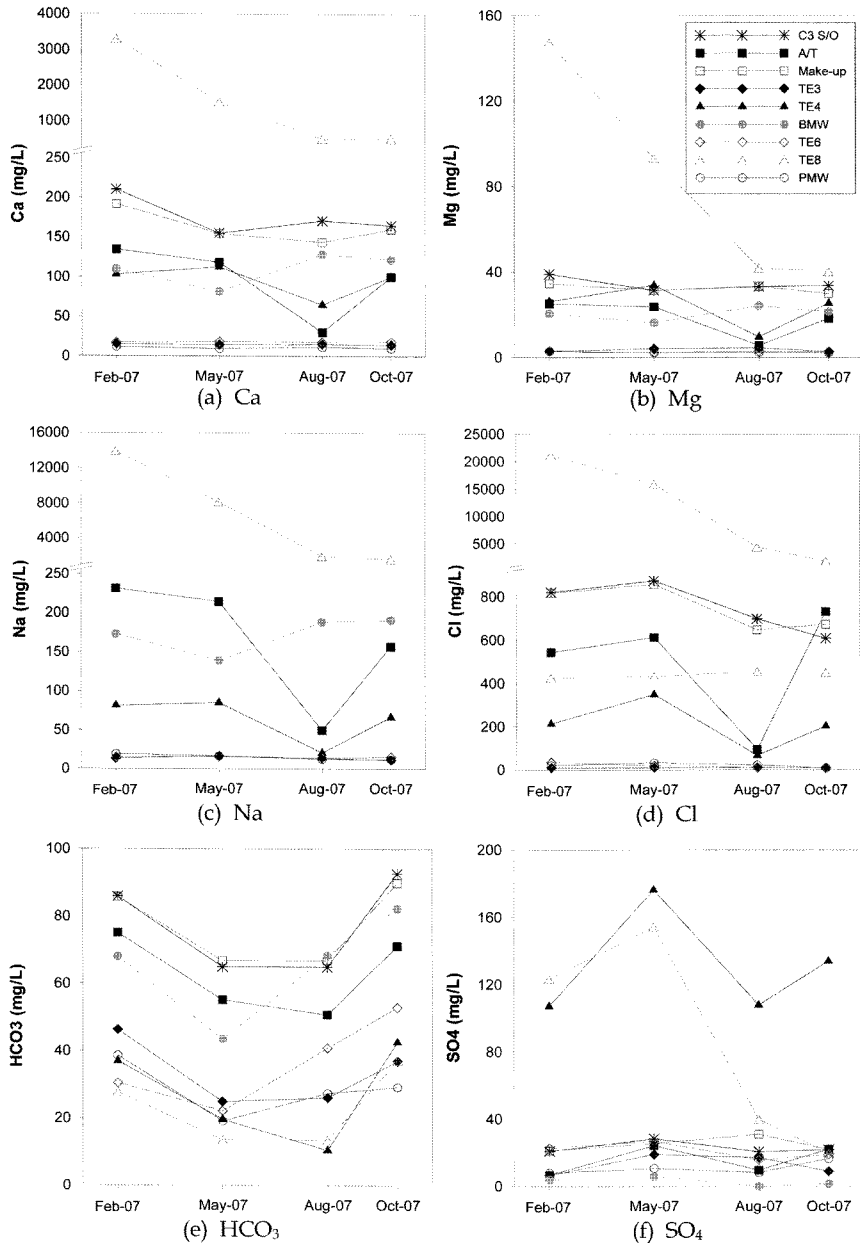 4000
3000
2000
1000
250
200
150
100
50
0
Ca (mg/L)
Feb-07 May-07 Aug-07 Oct-07
(a) Ca
160
120
80
40
0
Mg (mg/L)
C3 S/O
A/T
Make-up
TE3
TE4
BMW
TE6
TE8
PMW
Feb-07 May-07 Aug-07 Oct-07
(b) Mg
16000
12000
8000
4000
250
200
150
100
50
0
Na (mg/L)
Feb-07 May-07 Aug-07 Oct-07
(c) Na
25000
20000
15000
10000
5000
800
600
400
200
0
Cl (mg/L)
Feb-07 May-07 Aug-07 Oct-07
(d) Cl
100
80
60
40
20
0
HCO3 (mg/L)
Feb-07 May-07 Aug-07 Oct-07
(e) HCO₃
200
160
120
80
40
0
SO4 (mg/L)
Feb-07 May-07 Aug-07 Oct-07
(f) SO₄